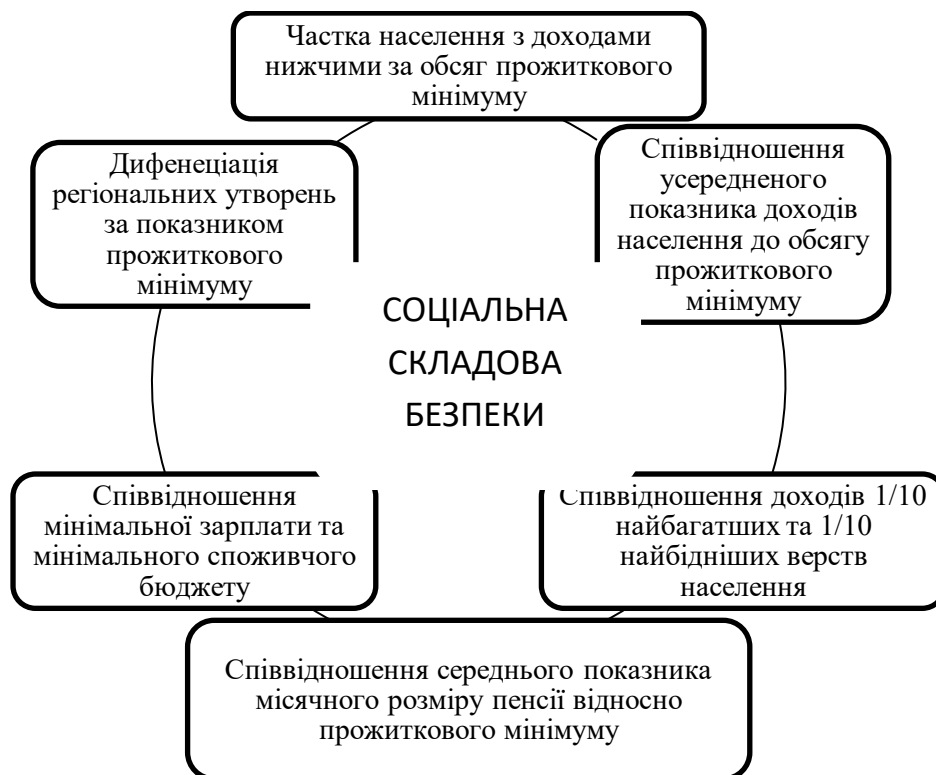 Частка населення з доходами
нижчими за обсяг прожиткового
мінімуму
Дифенеціація
регіональних утворень
за показником
прожиткового
мінімуму
Співвідношення
усередненого
показника доходів
населення до обсягу
прожиткового
мінімуму
СОЦІАЛЬНА
СКЛАДОВА
БЕЗПЕКИ
Співвідношення
мінімальної зарплати та
мінімального споживчого
бюджету
Співвідношення доходів 1/10
найбагатших та 1/10
найбідніших верств
населення
Співвідношення середнього показника
місячного розміру пенсії відносно
прожиткового мінімуму